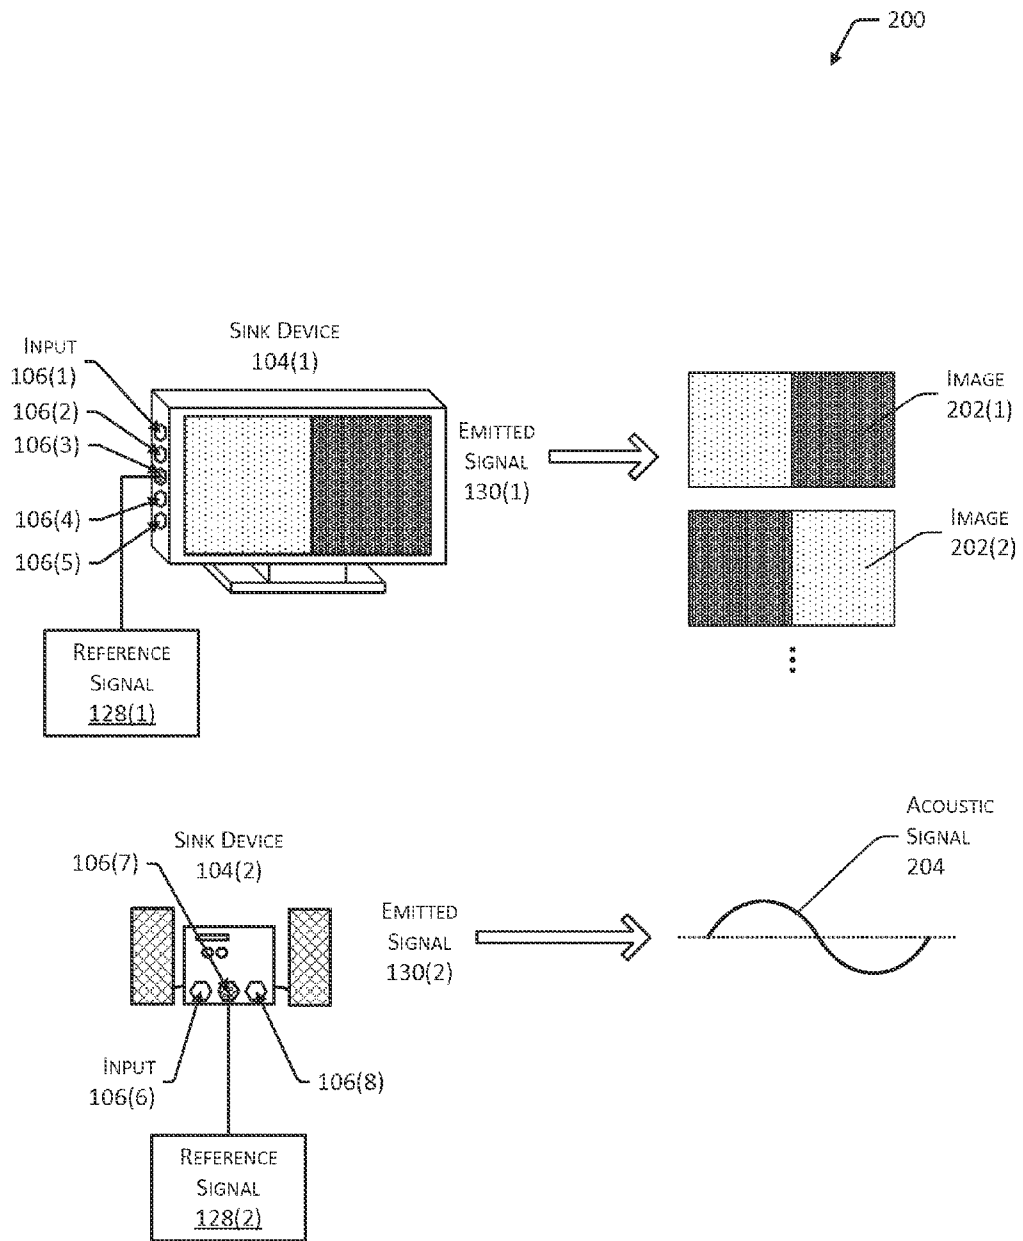 200
SINK DEVICE
104(1)
INPUT
106(1)
106(2)
106(3)
106(4)
106(5)
EMITTED
SIGNAL
130(1)
IMAGE
202(1)
IMAGE
202(2)
REFERENCE
SIGNAL
128(1)
SINK DEVICE
104(2)
106(7)
EMITTED
SIGNAL
130(2)
ACOUSTIC
SIGNAL
204
INPUT
106(6)
106(8)
REFERENCE
SIGNAL
128(2)